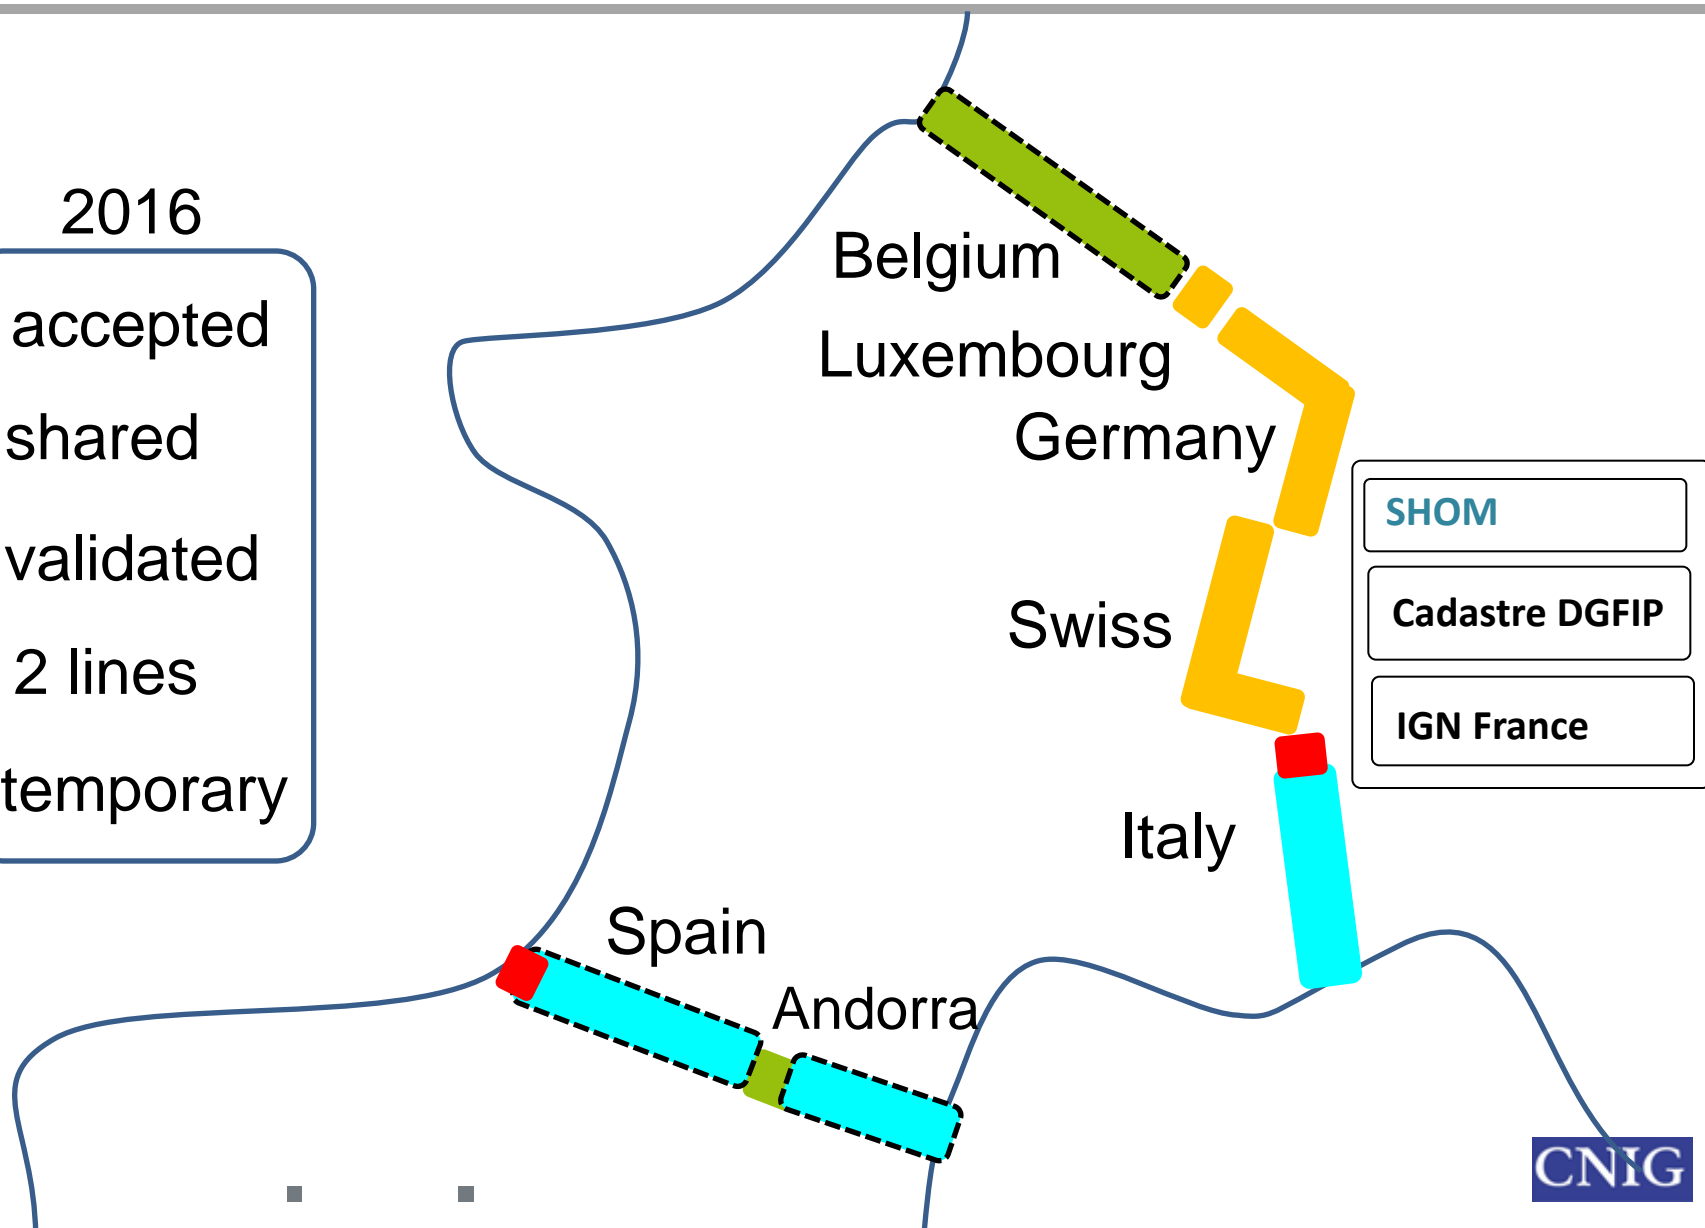 2016
accepted
shared
validated
2 lines
temporary
Belgium
Luxembourg
Germany
Swiss
Italy
Spain
Andorra
SHOM
Cadastre DGFIP
IGN France
CNIG